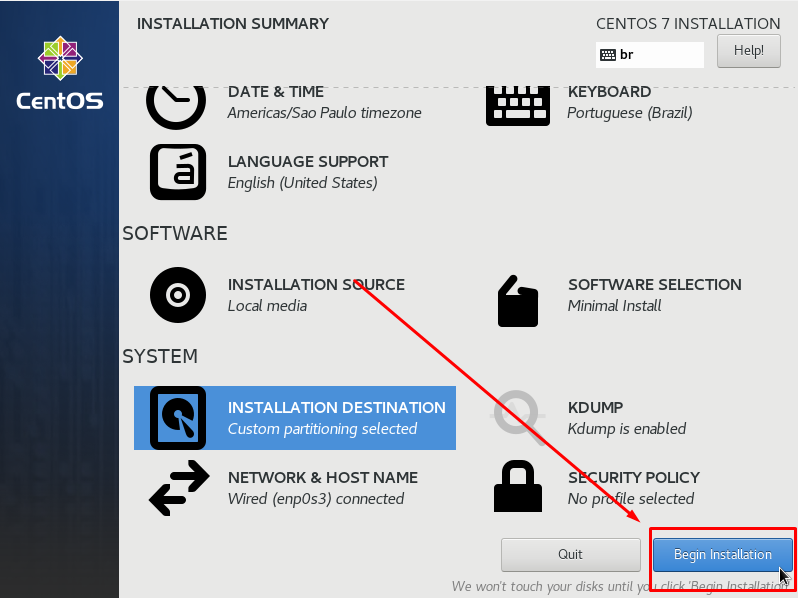 INSTALLATION SUMMARY
CENTOS 7 INSTALLATION
br
Help!
CentOS
DATE & TIME
Americas/Sao Paulo timezone
KEYBOARD
Portuguese (Brazil)
á
LANGUAGE SUPPORT
English (United States)
SOFTWARE
INSTALLATION SOURCE
Local media
SOFTWARE SELECTION
Minimal Install
SYSTEM
INSTALLATION DESTINATION
Custom partitioning selected
KDUMP
Kdump is enabled
NETWORK & HOST NAME
Wired (enp0s3) connected
SECURITY POLICY
No profile selected
Quit
Begin Installation
We won't touch your disks until you click 'Begin Installation'